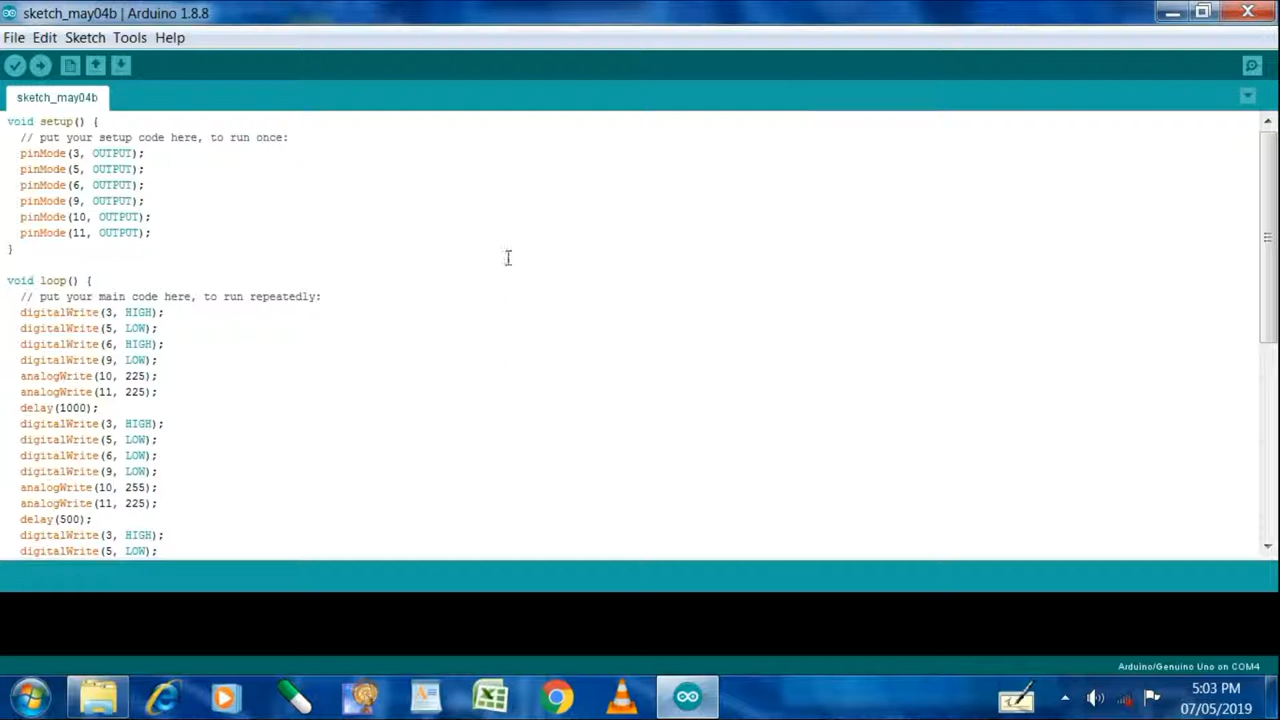 sketch_may04b | Arduino 1.8.8
File Edit Sketch Tools Help
sketch_may04b
void setup() {
  // put your setup code here, to run once:
  pinMode(3, OUTPUT);
  pinMode(5, OUTPUT);
  pinMode(6, OUTPUT);
  pinMode(9, OUTPUT);
  pinMode(10, OUTPUT);
  pinMode(11, OUTPUT);
}
void loop() {
  // put your main code here, to run repeatedly:
  digitalWrite(3, HIGH);
  digitalWrite(5, LOW);
  digitalWrite(6, HIGH);
  digitalWrite(9, LOW);
  analogWrite(10, 225);
  analogWrite(11, 225);
  delay(1000);
  digitalWrite(3, HIGH);
  digitalWrite(5, LOW);
  digitalWrite(6, LOW);
  digitalWrite(9, LOW);
  analogWrite(10, 255);
  analogWrite(11, 225);
  delay(500);
  digitalWrite(3, HIGH);
  digitalWrite(5, LOW);
Arduino/Genuino Uno on COM4
5:03 PM
07/05/2019